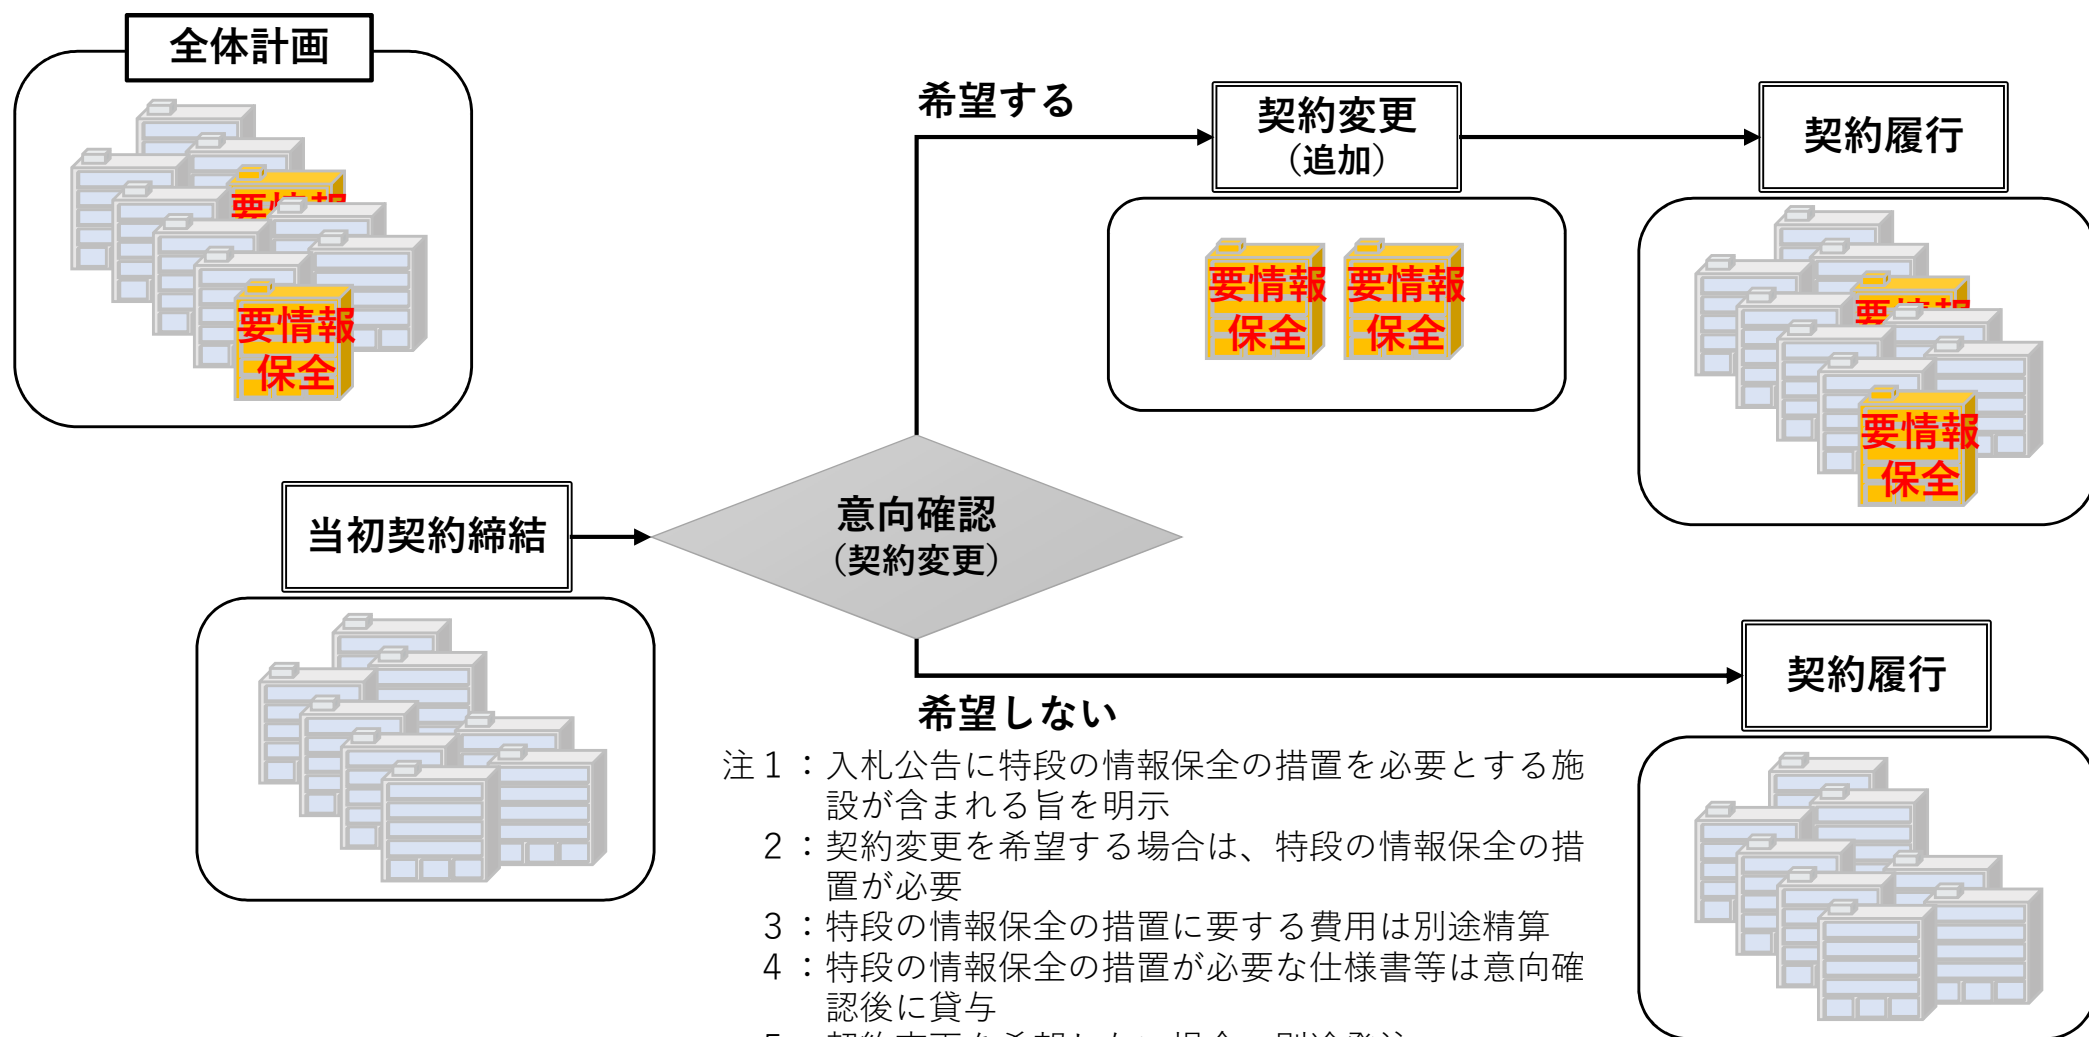 全体計画
要情報
要情報
保全
希望する
契約変更
（追加）
契約履行
要情報
保全
要情報
保全
要情報
要情報
保全
当初契約締結
意向確認
（契約変更）
希望しない
契約履行
注１：入札公告に特段の情報保全の措置を必要とする施
設が含まれる旨を明示
２：契約変更を希望する場合は、特段の情報保全の措
置が必要
３：特段の情報保全の措置に要する費用は別途精算
４：特段の情報保全の措置が必要な仕様書等は意向確
認後に貸与